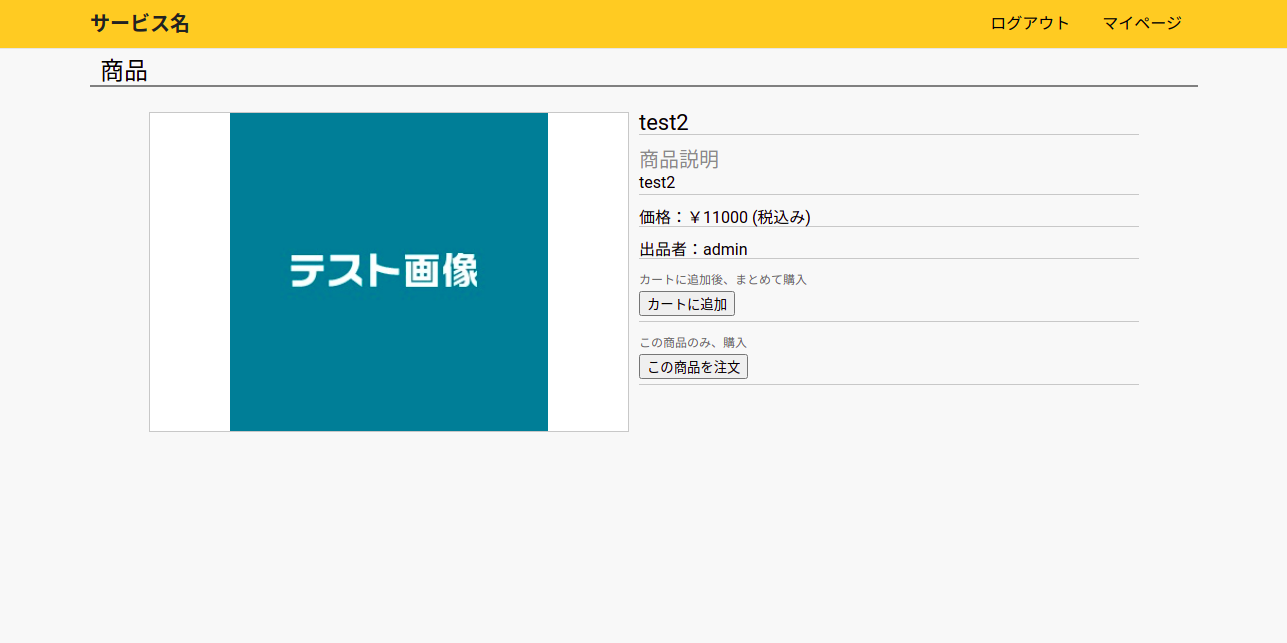 サービス名
ログアウト
マイページ
商品
テスト画像
test2
商品説明
test2
価格：￥11000 (税込み)
出品者：admin
カートに追加後、まとめて購入
カートに追加
この商品のみ、購入
この商品を注文